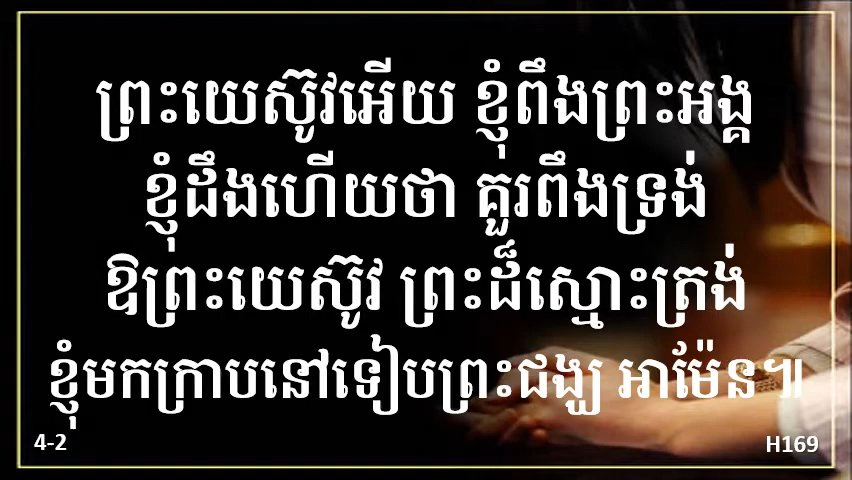 ព្រះយេស៊ូវអើយ ខ្ញុំពឹងព្រះអង្គ
ខ្ញុំដឹងហើយថា គួរពឹងទ្រង់
ឱព្រះយេស៊ូវ ព្រះដ៏ស្មោះត្រង់
ខ្ញុំមកក្រាបនៅទៀបព្រះជង្ឃ អាម៉ែន៕
4-2
H169